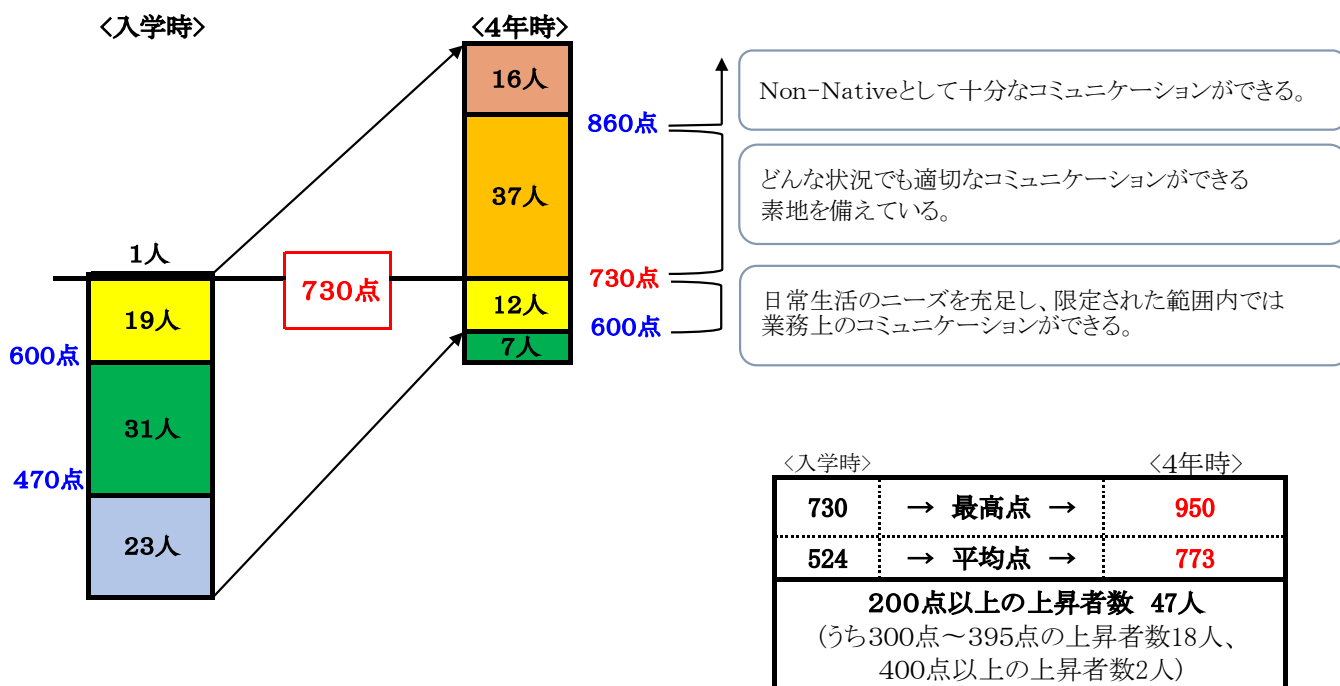 <入学時>
<4年時>
16人
37人
12人
7人
1人
19人
31人
23人
600点
470点
730点
860点
730点
600点
Non-Nativeとして十分なコミュニケーションができる。
どんな状況でも適切なコミュニケーションができる
素地を備えている。
日常生活のニーズを充足し、限定された範囲内では
業務上のコミュニケーションができる。
<入学時> <4年時>
730 → 最高点 → 950
524 → 平均点 → 773
200点以上の上昇者数 47人
(うち300点～395点の上昇者数18人、
400点以上の上昇者数2人)